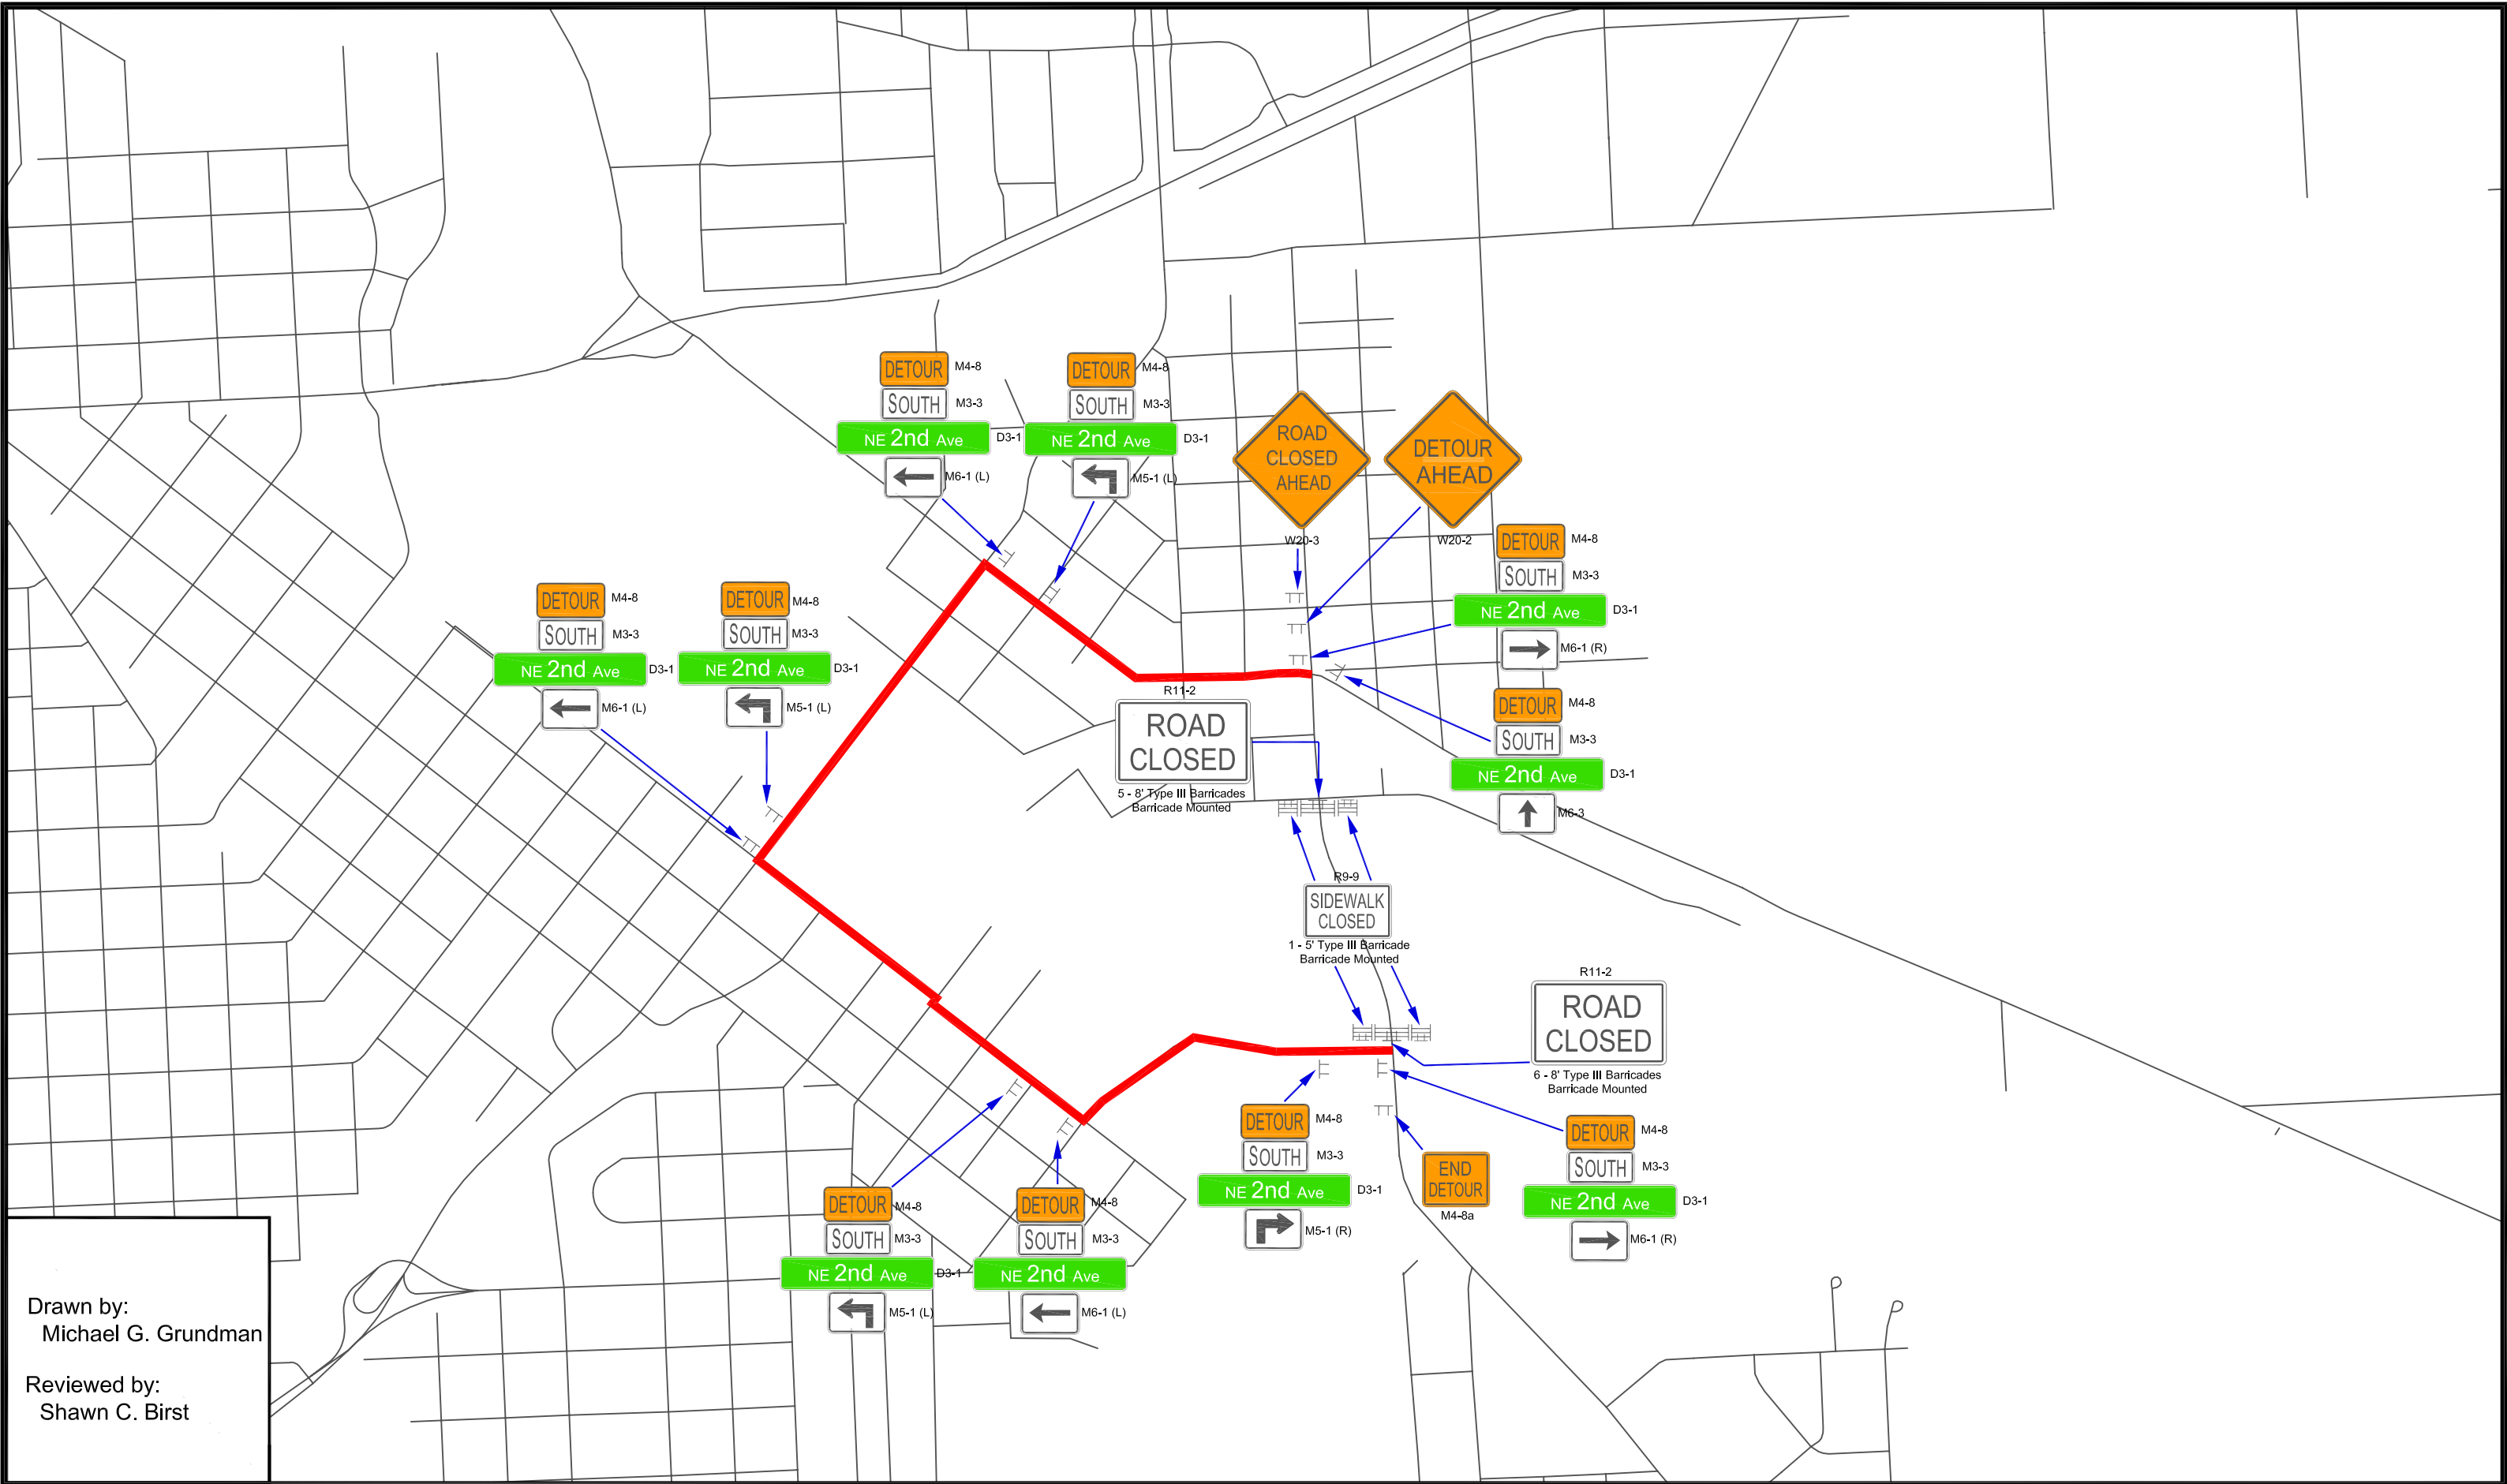 DETOUR M4-8
SOUTH M3-3
NE 2nd Ave D3-1
M6-1 (L)
DETOUR M4-8
SOUTH M3-3
NE 2nd Ave D3-1
M5-1 (L)
ROAD
CLOSED
AHEAD
W20-3
DETOUR
AHEAD
W20-2
DETOUR M4-8
SOUTH M3-3
NE 2nd Ave D3-1
M6-1 (R)
DETOUR M4-8
SOUTH M3-3
NE 2nd Ave D3-1
M6-1 (L)
DETOUR M4-8
SOUTH M3-3
NE 2nd Ave D3-1
M5-1 (L)
R11-2
ROAD
CLOSED
5 - 8' Type III Barricades
Barricade Mounted
DETOUR M4-8
SOUTH M3-3
NE 2nd Ave D3-1
M6-3
R9-9
SIDEWALK
CLOSED
1 - 5' Type III Barricade
Barricade Mounted
R11-2
ROAD
CLOSED
6 - 8' Type III Barricades
Barricade Mounted
DETOUR M4-8
SOUTH M3-3
NE 2nd Ave D3-1
M5-1 (R)
END
DETOUR
M4-8a
DETOUR M4-8
SOUTH M3-3
NE 2nd Ave D3-1
M6-1 (R)
DETOUR M4-8
SOUTH M3-3
NE 2nd Ave D3-1
M5-1 (L)
DETOUR M4-8
SOUTH M3-3
NE 2nd Ave
M6-1 (L)
Drawn by:
Michael G. Grundman
Reviewed by:
Shawn C. Birst